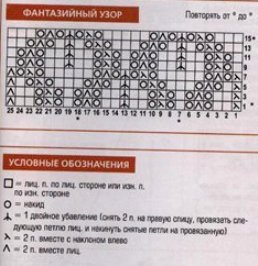 ФАНТАЗИЙНЫЙ УЗОР
Повторять от * до *
15
13
11
9
7
5
3
1
25 24 23 22 21 20 19 18 17 16 15 14 13 12 11 10 9 8 7 6 5 4 3 2 1
* *
УСЛОВНЫЕ ОБОЗНАЧЕНИЯ
= лиц. п. по лиц. стороне или изн. п.
по изн. стороне
= накид
= 1 двойное убавление (снять 2 п. на правую спицу, провязать сле-
дующую петлю лиц. и накинуть снятые петли на провязанную)
= 2 п. вместе с наклоном влево
= 2 п. вместе лиц.